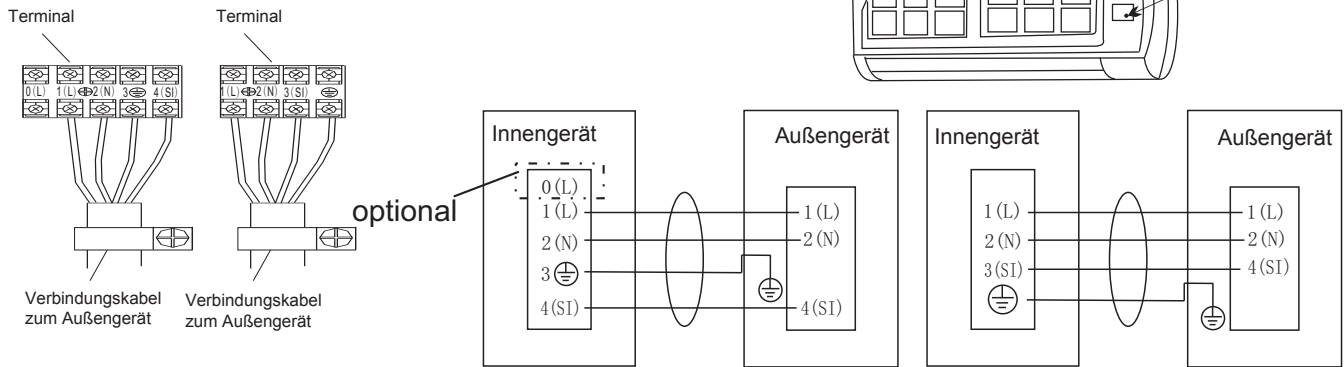 Terminal
Terminal
0(L) 1(L) 2(N) 3 4(SI)
1(L) 2(N) 3(SI)
Verbindungskabel
zum Außengerät
Verbindungskabel
zum Außengerät
optional
Innengerät
Außengerät
0(L)
1(L)
2(N)
3
4(SI)
1(L)
2(N)
4(SI)
Innengerät
Außengerät
1(L)
2(N)
3(SI)
1(L)
2(N)
4(SI)